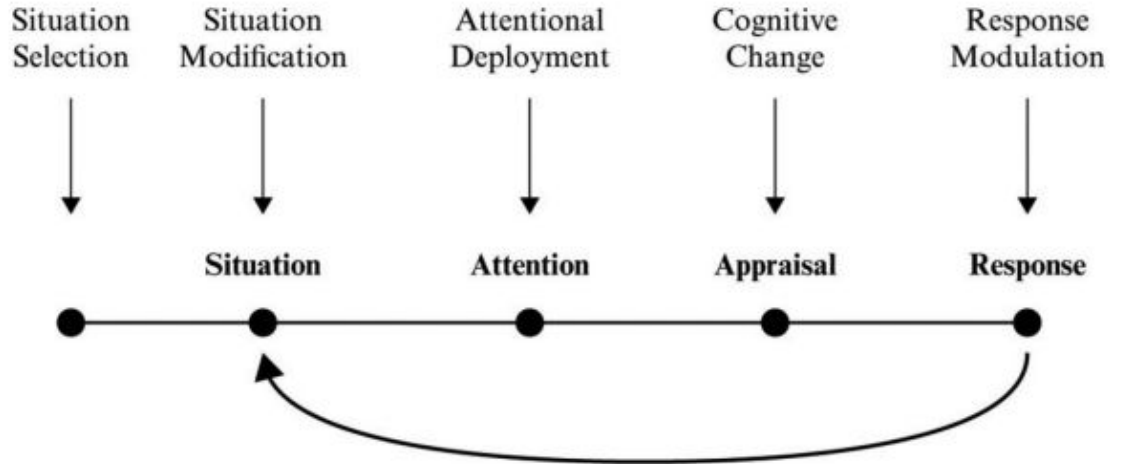 Situation
Selection
Situation
Modification
Attentional
Deployment
Cognitive
Change
Response
Modulation
Situation
Attention
Appraisal
Response